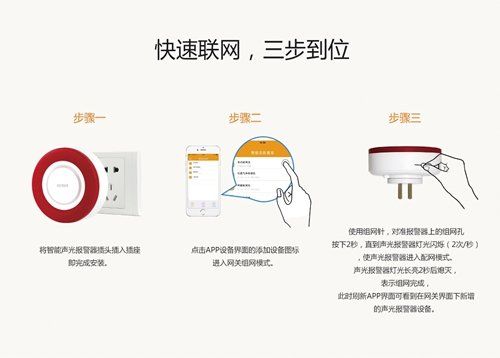 快速联网，三步到位
步骤一
步骤二
步骤三
将智能声光报警器插头插入插座
即完成安装。
点击APP设备界面的添加设备图标
进入网关组网模式。
使用组网针，对准报警器上的组网孔
按下2秒，直到声光报警器灯光闪烁（2次/秒）
，使声光报警器进入配网模式。
声光报警器灯光长亮2秒后熄灭，
表示组网完成，
此时刷新APP界面可看到在网关界面下新增
的声光报警器设备。